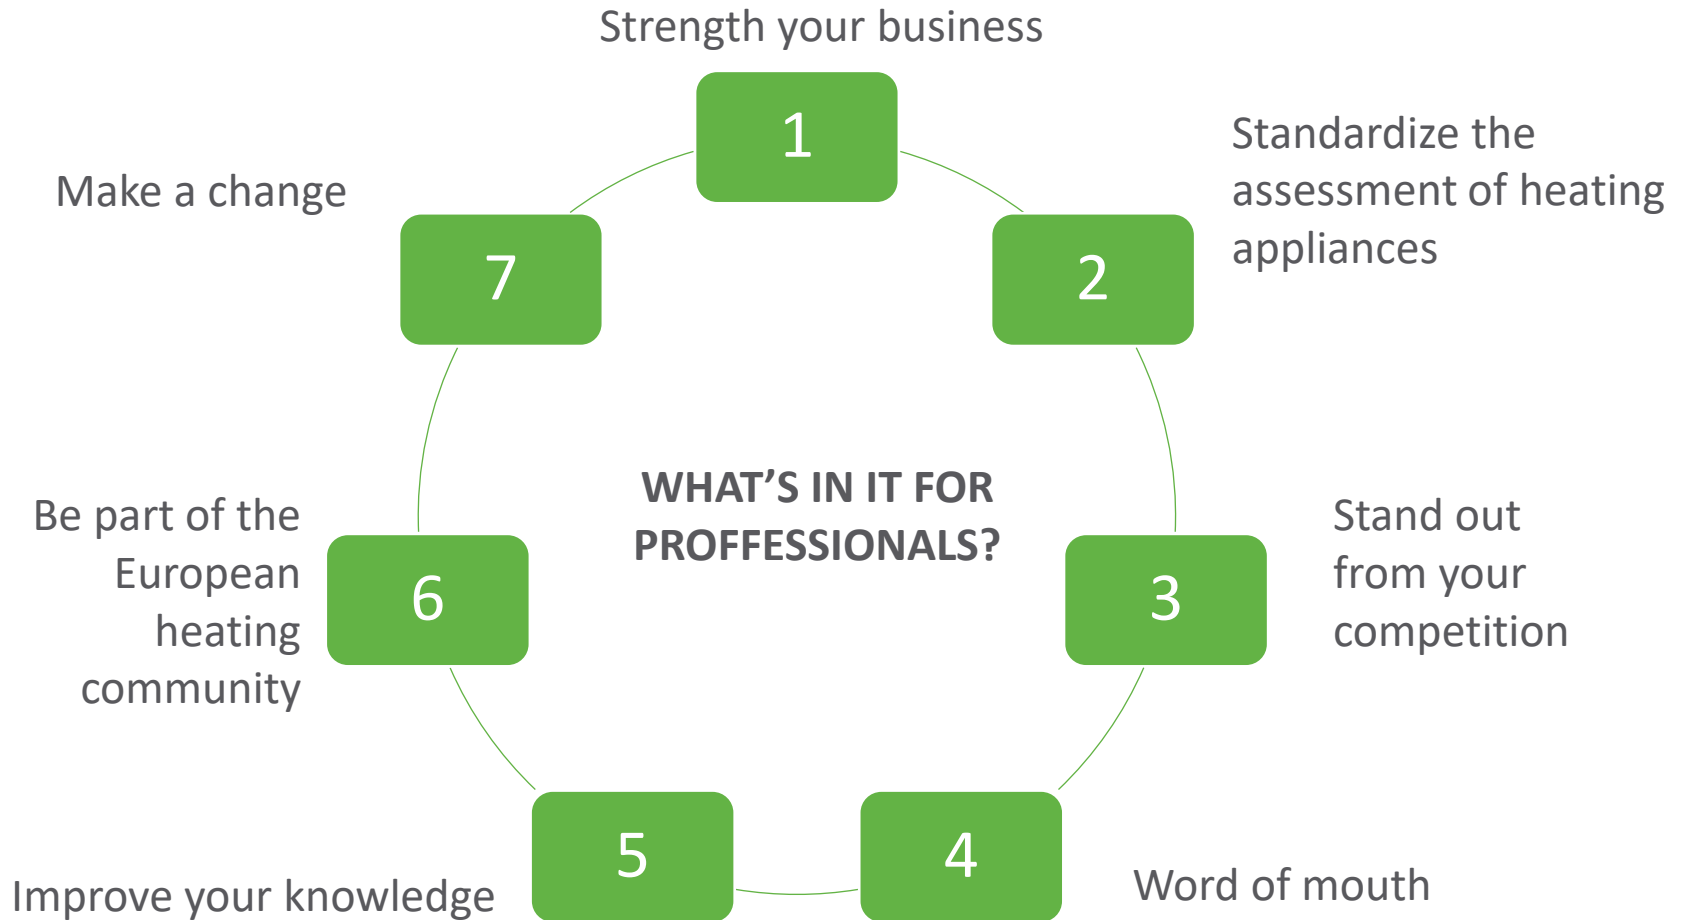 Strength your business
1
Standardize the
assessment of heating
appliances
2
Stand out
from your
competition
3
Word of mouth
4
Improve your knowledge
5
Be part of the
European
heating
community
6
Make a change
7
WHAT’S IN IT FOR
PROFFESSIONALS?